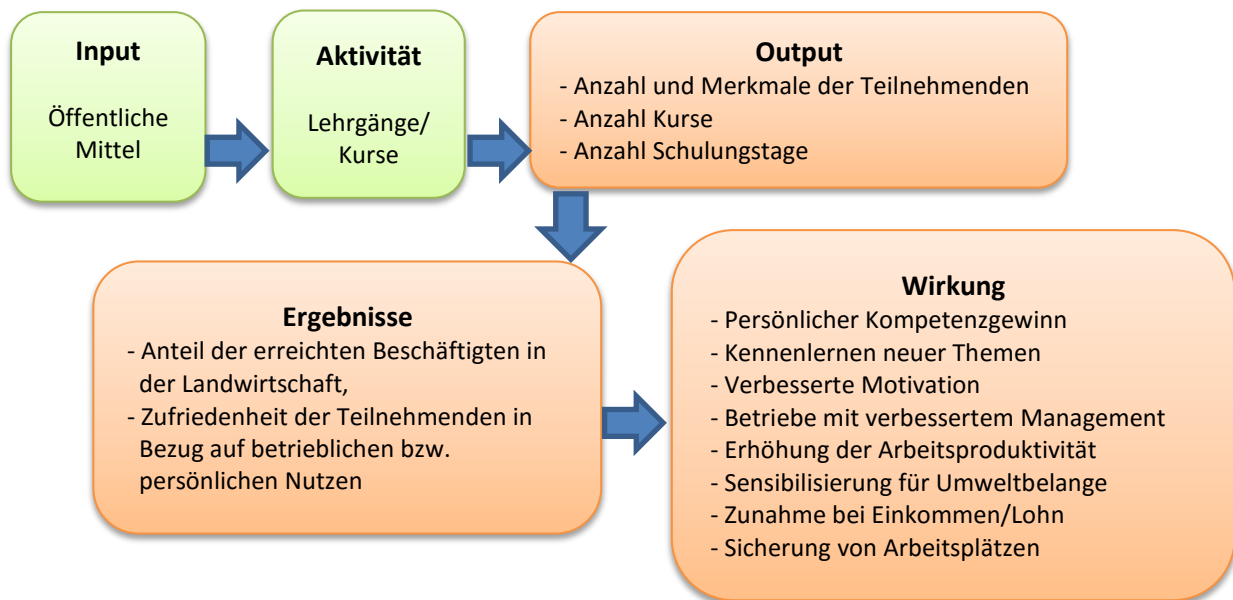 Input
Öffentliche
Mittel
Aktivität
Lehrgänge/
Kurse
Output
- Anzahl und Merkmale der Teilnehmenden
- Anzahl Kurse
- Anzahl Schulungstage
Ergebnisse
- Anteil der erreichten Beschäftigten in
der Landwirtschaft,
- Zufriedenheit der Teilnehmenden in
Bezug auf betrieblichen bzw.
persönlichen Nutzen
Wirkung
- Persönlicher Kompetenzgewinn
- Kennenlernen neuer Themen
- Verbesserte Motivation
- Betriebe mit verbessertem Management
- Erhöhung der Arbeitsproduktivität
- Sensibilisierung für Umweltbelange
- Zunahme bei Einkommen/Lohn
- Sicherung von Arbeitsplätzen